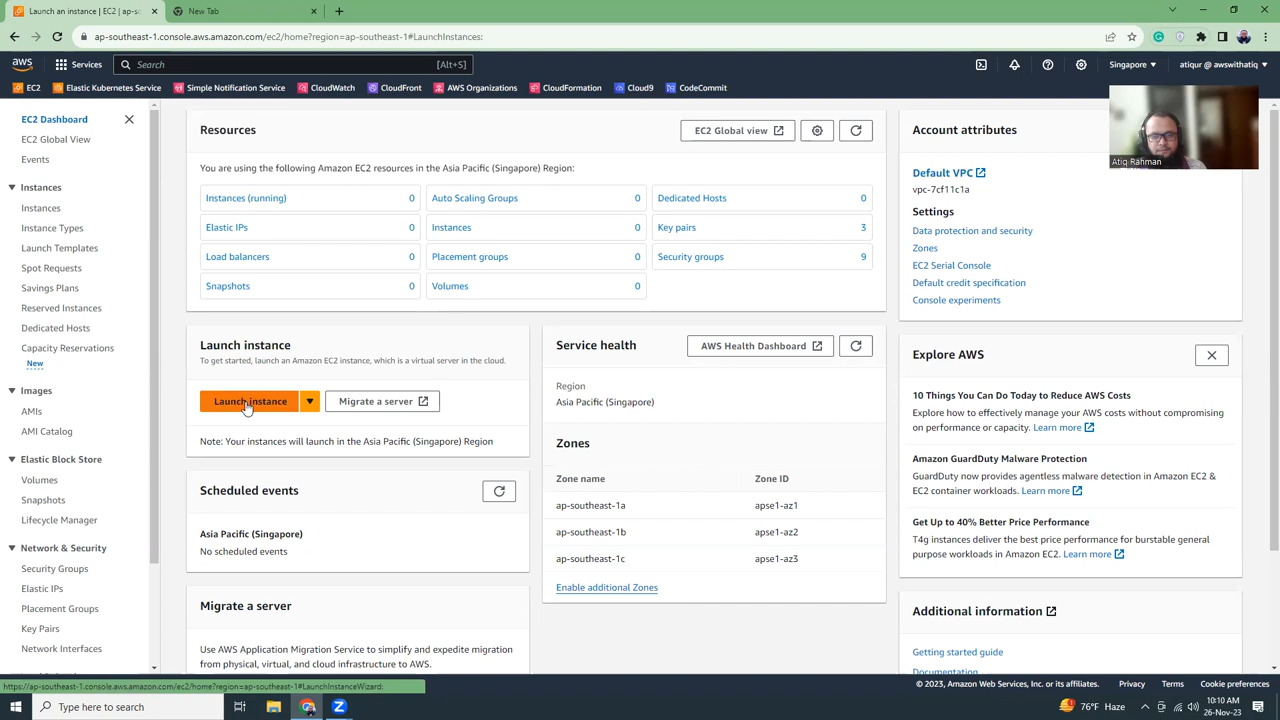 Launch an instance | EC2 | ap-so
New Tab
ap-southeast-1.console.aws.amazon.com/ec2/home?region=ap-southeast-1#LaunchInstances:
aws
Services
Search
[Alt+S]
Singapore
atiqur @ awswithatiq
EC2
Elastic Kubernetes Service
Simple Notification Service
CloudWatch
CloudFront
AWS Organizations
CloudFormation
Cloud9
CodeCommit
EC2 Dashboard
EC2 Global View
Events
Instances
Instances
Instance Types
Launch Templates
Spot Requests
Savings Plans
Reserved Instances
Dedicated Hosts
Capacity Reservations
New
Images
AMIs
AMI Catalog
Elastic Block Store
Volumes
Snapshots
Lifecycle Manager
Network & Security
Security Groups
Elastic IPs
Placement Groups
Key Pairs
Network Interfaces
Resources
EC2 Global view
You are using the following Amazon EC2 resources in the Asia Pacific (Singapore) Region:
Instances (running) 0
Auto Scaling Groups 0
Dedicated Hosts 0
Elastic IPs 0
Instances 0
Key pairs 3
Load balancers 0
Placement groups 0
Security groups 9
Snapshots 0
Volumes 0
Launch instance
To get started, launch an Amazon EC2 instance, which is a virtual server in the cloud.
Launch instance
Migrate a server
Note: Your instances will launch in the Asia Pacific (Singapore) Region
Scheduled events
Asia Pacific (Singapore)
No scheduled events
Migrate a server
Use AWS Application Migration Service to simplify and expedite migration
from physical, virtual, and cloud infrastructure to AWS.
Service health
AWS Health Dashboard
Region
Asia Pacific (Singapore)
Zones
Zone name
Zone ID
ap-southeast-1a
apse1-az1
ap-southeast-1b
apse1-az2
ap-southeast-1c
apse1-az3
Enable additional Zones
Account attributes
Atiq Rahman
Default VPC
vpc-7cf11c1a
Settings
Data protection and security
Zones
EC2 Serial Console
Default credit specification
Console experiments
Explore AWS
10 Things You Can Do Today to Reduce AWS Costs
Explore how to effectively manage your AWS costs without compromising
on performance or capacity. Learn more
Amazon GuardDuty Malware Protection
GuardDuty now provides agentless malware detection in Amazon EC2 &
EC2 container workloads. Learn more
Get Up to 40% Better Price Performance
T4g instances deliver the best price performance for burstable general
purpose workloads in Amazon EC2. Learn more
Additional information
Getting started guide
Documentation
https://ap-southeast-1.console.aws.amazon.com/ec2/home?region=ap-southeast-1#LaunchInstanceWizard:
© 2023, Amazon Web Services, Inc. or its affiliates.
Privacy
Terms
Cookie preferences
Type here to search
76°F Haze
10:10 AM
26-Nov-23